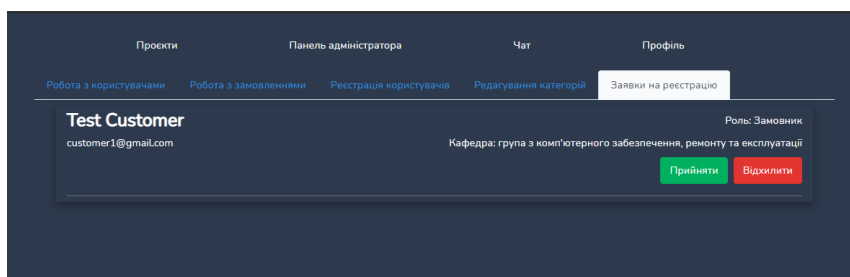 Проєкти Панель адміністратора Чат Профіль
Робота з користувачами Робота з замовленнями Реєстрація користувачів Редагування категорій Заявки на реєстрацію
Test Customer Роль: Замовник
customer1@gmail.com Кафедра: група з комп'ютерного забезпечення, ремонту та експлуатації
Прийняти Відхилити